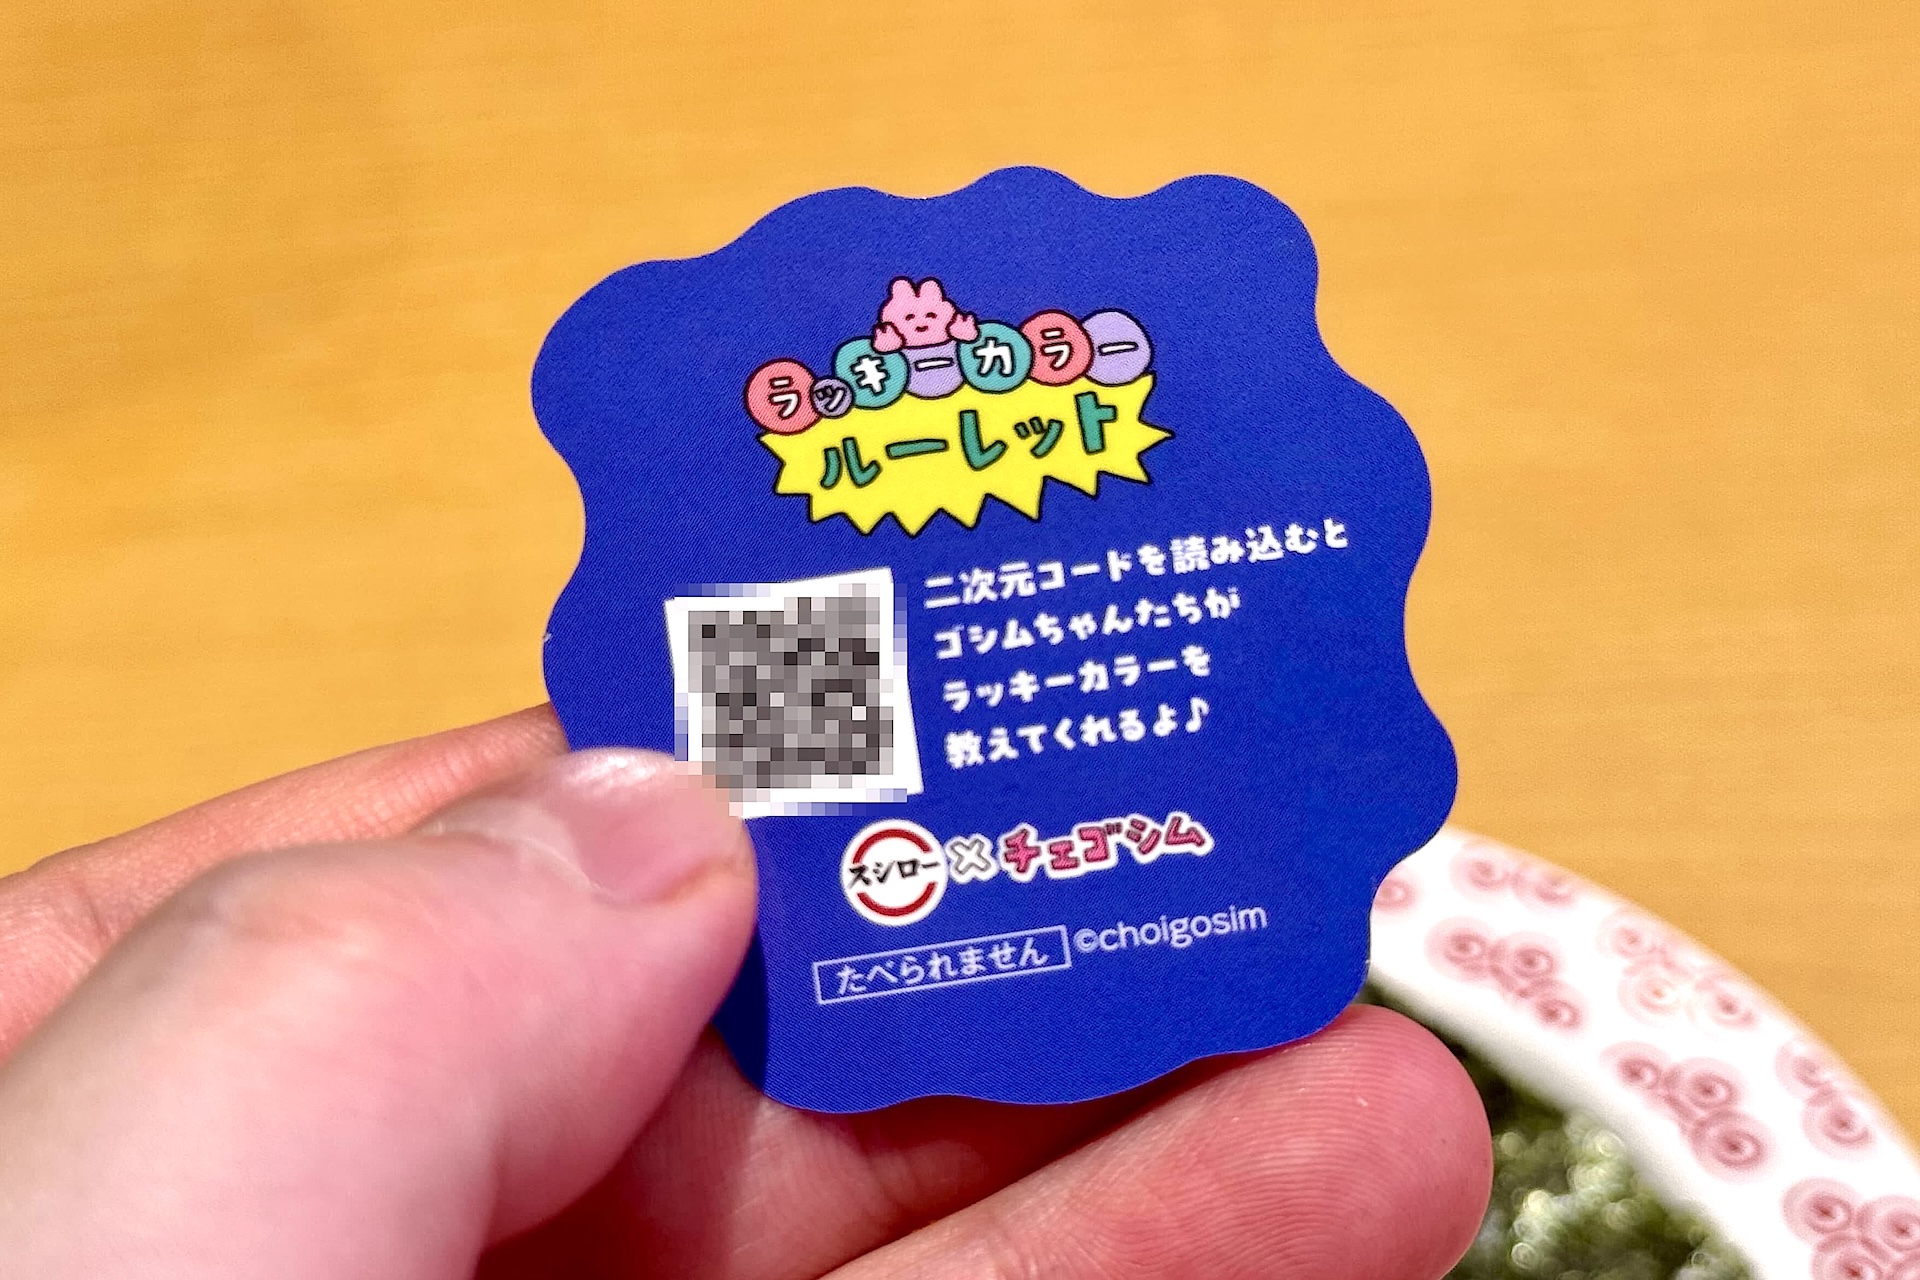 ラッキーカラー
ルーレット
二次元コードを読み込むと
ゴシムちゃんたちが
ラッキーカラーを
教えてくれるよ♪
スシロー×チェゴシム
たべられません ©choigosim